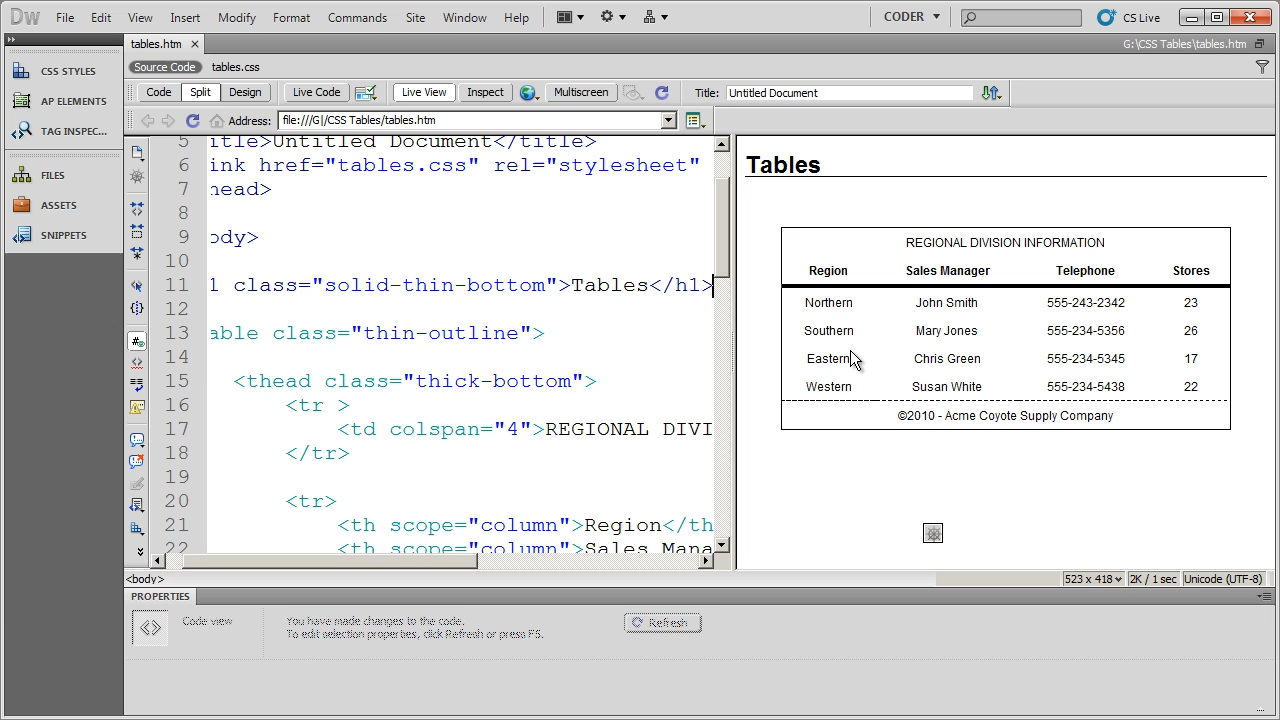 Dw File Edit View Insert Modify Format Commands Site Window Help CODER CS Live
tables.htm G:\CSS Tables\tables.htm
Source Code tables.css
Code Split Design Live Code Live View Inspect Multiscreen Title: Untitled Document
Address: file:///G|/CSS Tables/tables.htm
CSS STYLES
AP ELEMENTS
TAG INSPEC...
FILES
ASSETS
SNIPPETS
5 itle>Untitled Document</title>
6 ink href="tables.css" rel="stylesheet"
7 head>
8
9 ody>
10
11 1 class="solid-thin-bottom">Tables</h1>
12
13 able class="thin-outline">
14
15 <thead class="thick-bottom">
16 <tr >
17 <td colspan="4">REGIONAL DIVI
18 </tr>
19
20 <tr>
21 <th scope="column">Region</th
22 <th scope="column">Sales Mana
Tables
REGIONAL DIVISION INFORMATION
Region Sales Manager Telephone Stores
Northern John Smith 555-243-2342 23
Southern Mary Jones 555-234-5356 26
Eastern Chris Green 555-234-5345 17
Western Susan White 555-234-5438 22
©2010 - Acme Coyote Supply Company
<body> 523 x 418 2K / 1 sec Unicode (UTF-8)
PROPERTIES
Code view
You have made changes to the code.
To edit selection properties, click Refresh or press F5.
Refresh